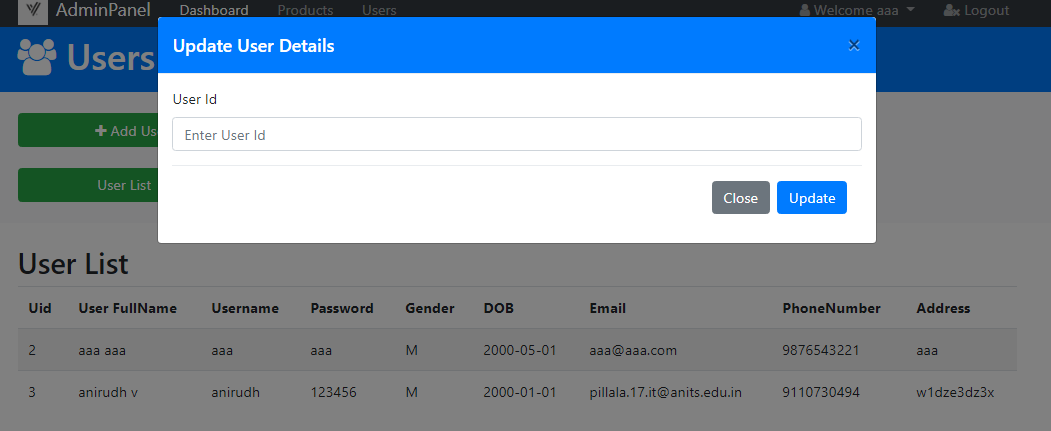 AdminPanel Dashboard Products Users Welcome aaa Logout
Update User Details ×
Users
User Id
Enter User Id
Add Use
User List
Close Update
User List
Uid User FullName Username Password Gender DOB Email PhoneNumber Address
2 aaa aaa aaa aaa M 2000-05-01 aaa@aaa.com 9876543221 aaa
3 anirudh v anirudh 123456 M 2000-01-01 pillala.17.it@anits.edu.in 9110730494 w1dze3dz3x